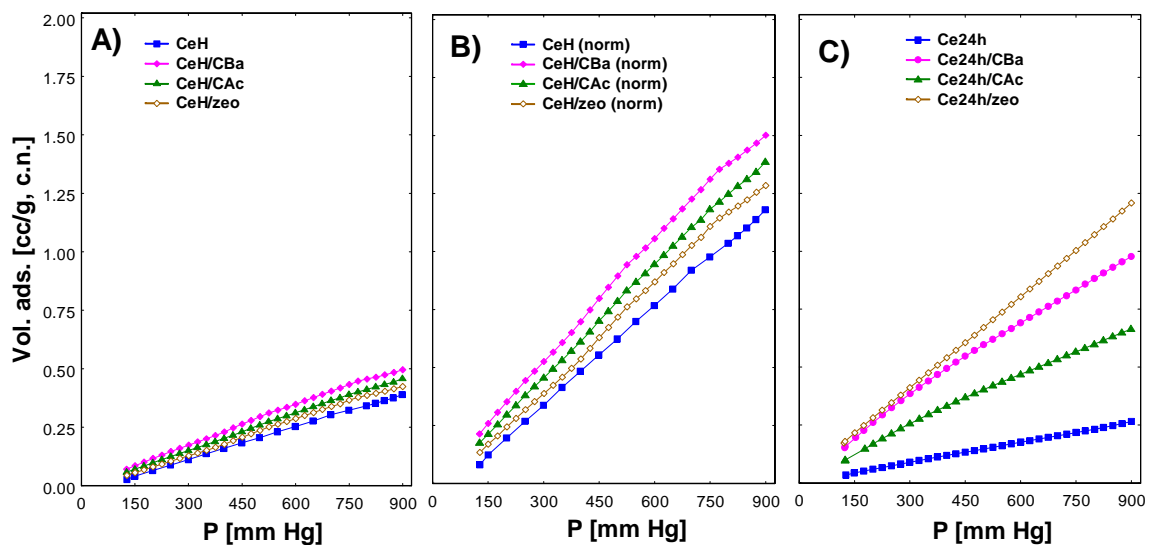 Vol. ads. [cc/g, c.n.]
2.00
1.75
1.50
1.25
1.00
0.75
0.50
0.25
0.00
A)
CeH
CeH/CBa
CeH/CAc
CeH/zeo
0 150 300 450 600 750 900
P [mm Hg]
B)
CeH (norm)
CeH/CBa (norm)
CeH/CAc (norm)
CeH/zeo (norm)
0 150 300 450 600 750 900
P [mm Hg]
C)
Ce24h
Ce24h/CBa
Ce24h/CAc
Ce24h/zeo
0 150 300 450 600 750 900
P [mm Hg]